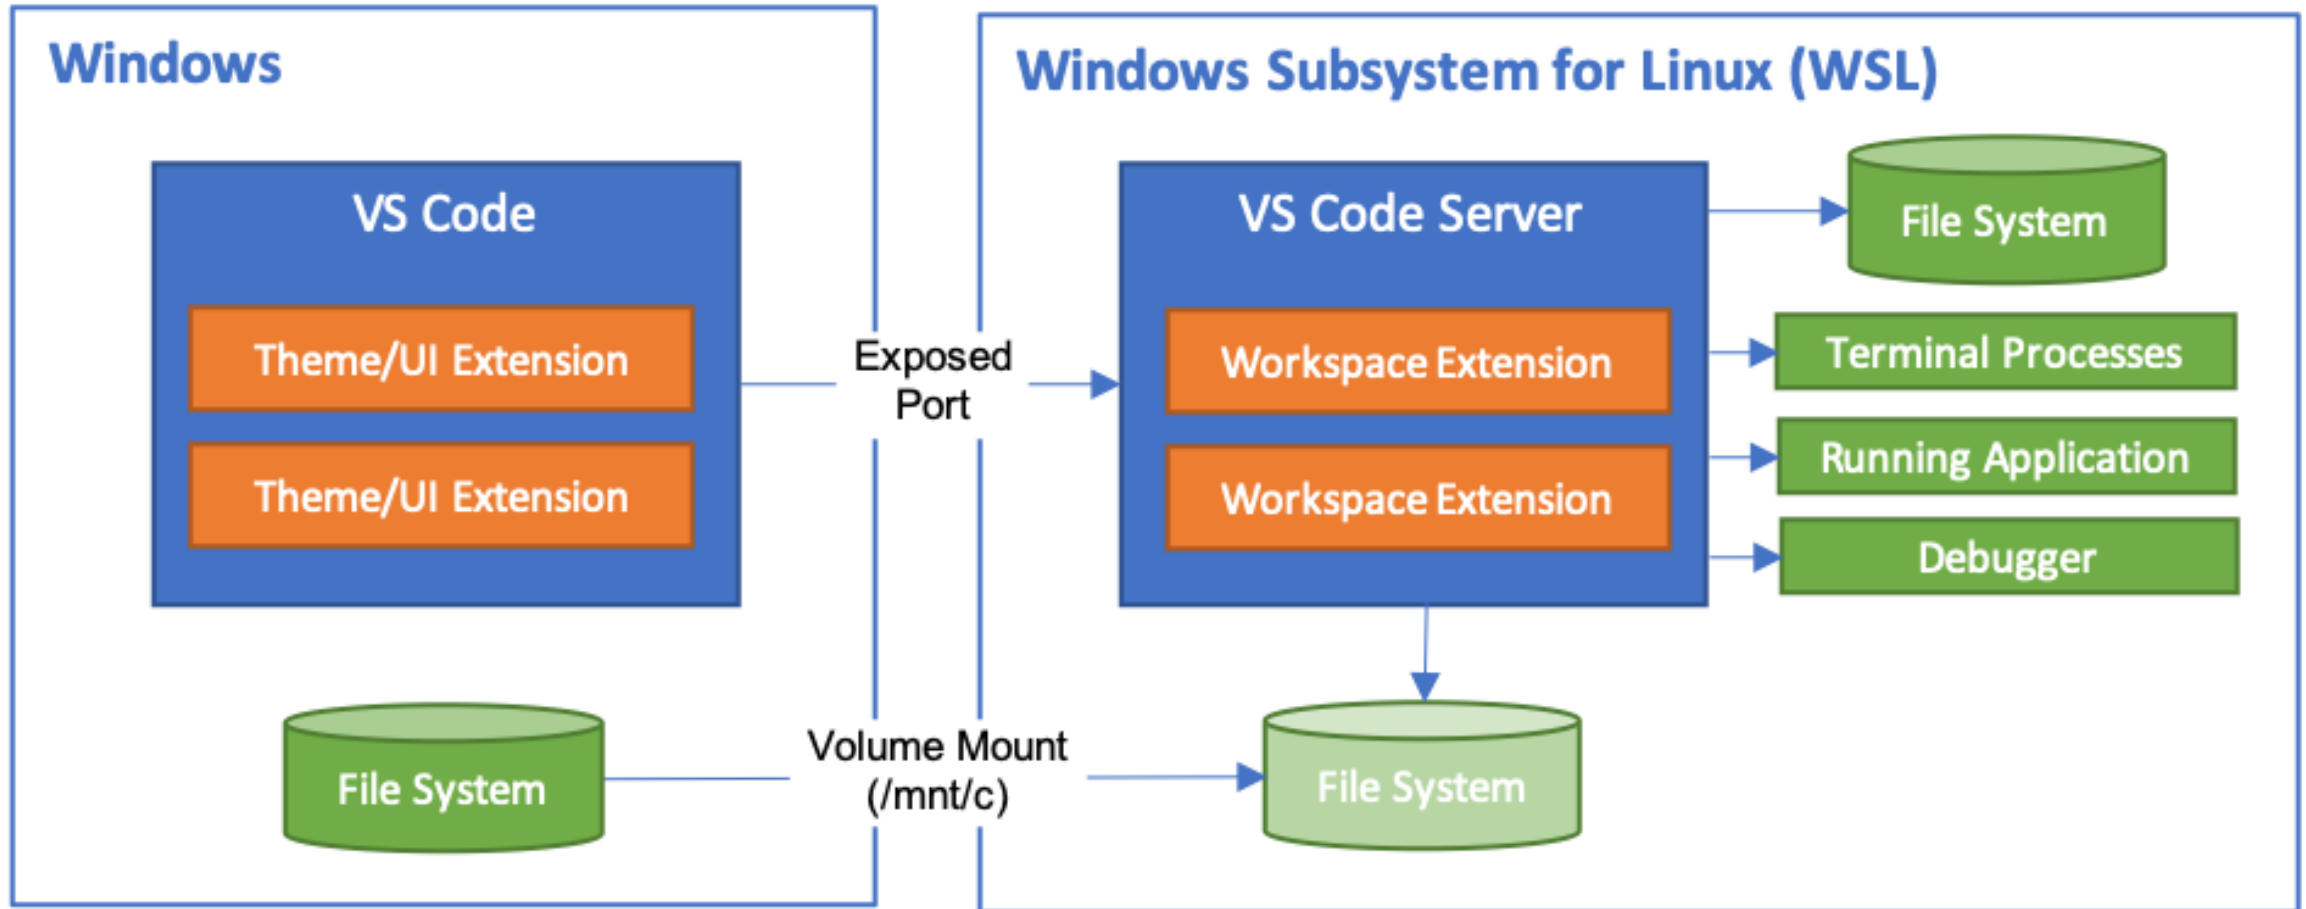 Windows
VS Code
Theme/UI Extension
Theme/UI Extension
File System
Exposed
Port
Volume Mount
(/mnt/c)
Windows Subsystem for Linux (WSL)
VS Code Server
Workspace Extension
Workspace Extension
File System
Terminal Processes
Running Application
Debugger
File System